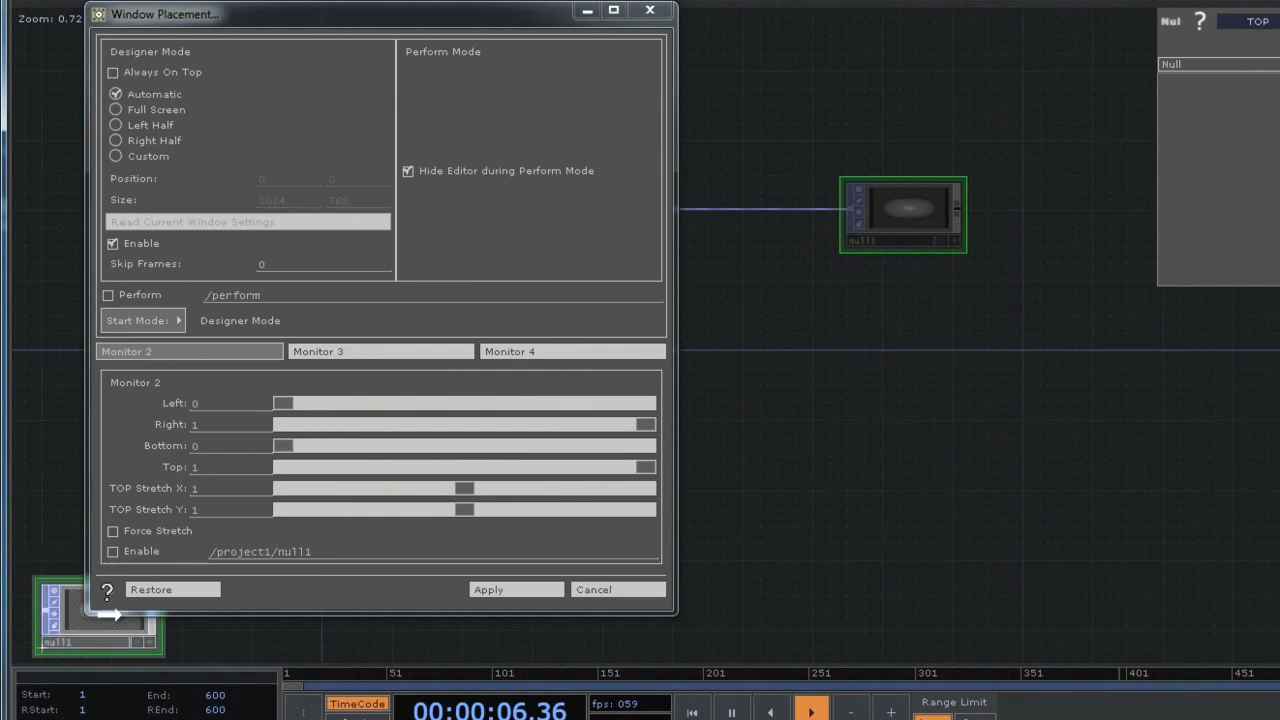 Zoom: 0.72
Window Placement...
Nul ? TOP
Null
Designer Mode
Always On Top
Automatic
Full Screen
Left Half
Right Half
Custom
Position: 0 0
Size: 1024 768
Read Current Window Settings
Enable
Skip Frames: 0
Perform Mode
Hide Editor during Perform Mode
null1
Perform /perform
Start Mode: Designer Mode
Monitor 2 Monitor 3 Monitor 4
Monitor 2
Left: 0
Right: 1
Bottom: 0
Top: 1
TOP Stretch X: 1
TOP Stretch Y: 1
Force Stretch
Enable /project1/null1
? Restore Apply Cancel
null1
1 51 101 151 201 251 301 351 401 451
Start: 1 End: 600
RStart: 1 REnd: 600
TimeCode
00:00:06.36
fps: 059
- +
Range Limit